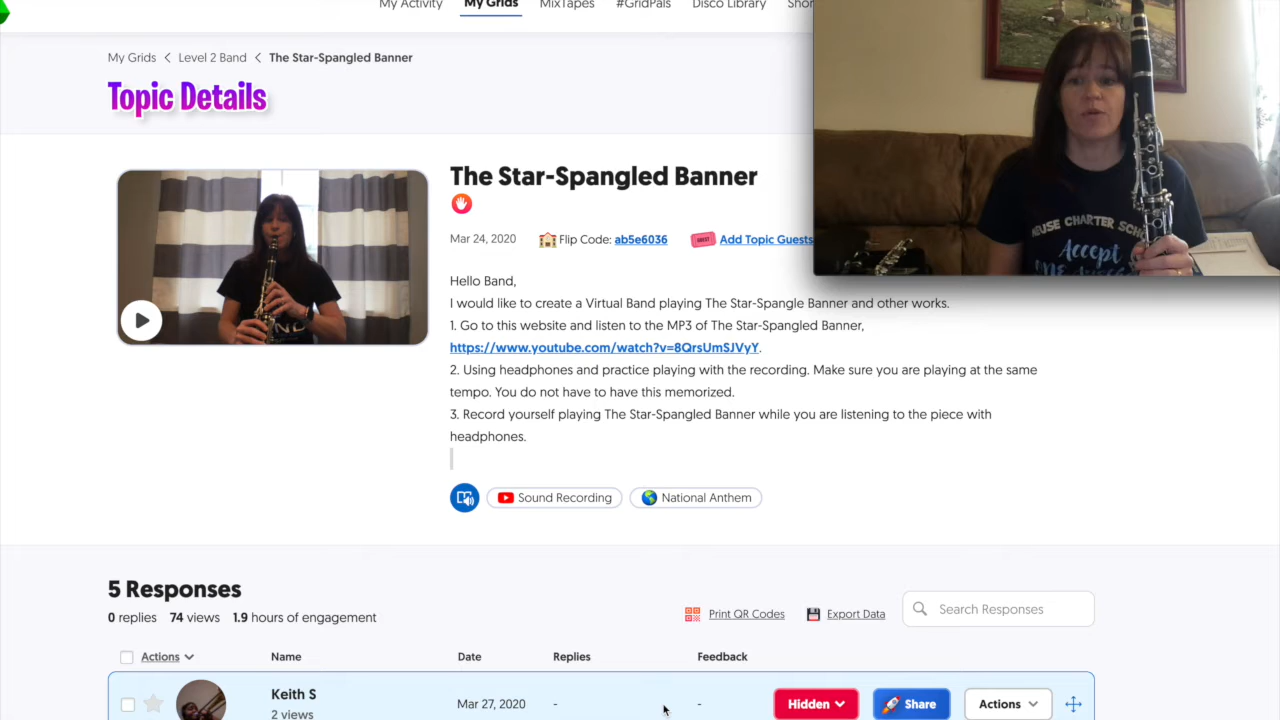 My Activity My Grids MixTapes #GridPals Disco Library
My Grids Level 2 Band The Star-Spangled Banner
Topic Details
The Star-Spangled Banner
Mar 24, 2020 Flip Code: ab5e6036 Add Topic Guests
Hello Band,
I would like to create a Virtual Band playing The Star-Spangle Banner and other works.
1. Go to this website and listen to the MP3 of The Star-Spangled Banner,
https://www.youtube.com/watch?v=8QrsUmSJVyY.
2. Using headphones and practice playing with the recording. Make sure you are playing at the same
tempo. You do not have to have this memorized.
3. Record yourself playing The Star-Spangled Banner while you are listening to the piece with
headphones.
Sound Recording National Anthem
5 Responses
0 replies 74 views 1.9 hours of engagement
Print QR Codes Export Data Search Responses
Actions Name Date Replies Feedback
Keith S
2 views
Mar 27, 2020 - - Hidden Share Actions
CHARTER
Accept